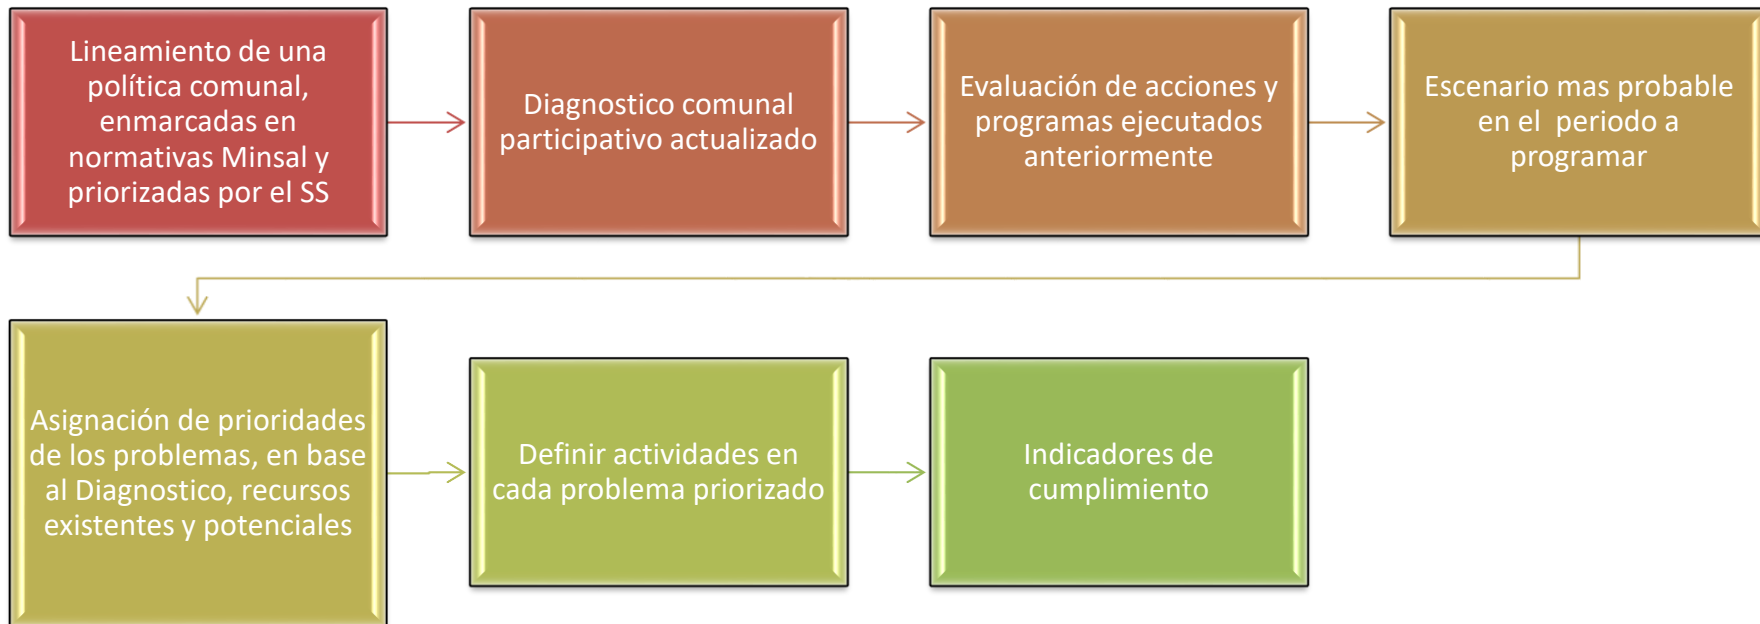 Lineamiento de una
política comunal,
enmarcadas en
normativas Minsal y
priorizadas por el SS
Diagnostico comunal
participativo actualizado
Evaluación de acciones y
programas ejecutados
anteriormente
Escenario mas probable
en el  periodo a
programar
Asignación de prioridades
de los problemas, en base
al Diagnostico, recursos
existentes y potenciales
Definir actividades en
cada problema priorizado
Indicadores de
cumplimiento